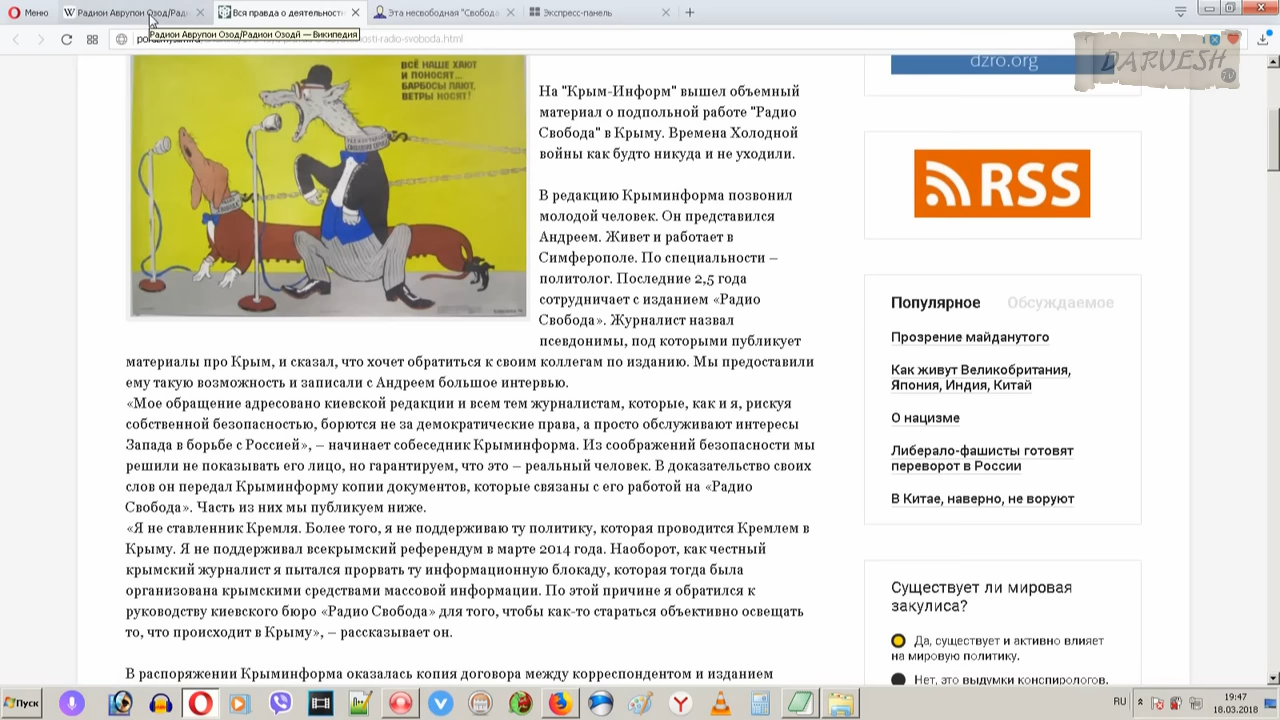 Меню
Радиои Аврупои Озод/Ради
Вся правда о деятельност
Эта несвободная "Свобода
Экспресс-панель
Радиои Аврупои Озод/Радиои Озодӣ — Википедия
radio-svoboda.html
DARVESH
dzro.org
ВСЁ НАШЕ ХАЮТ
И ПОНОСЯТ...
БАРБОСЫ ЛАЮТ,
ВЕТРЫ НОСЯТ!
На "Крым-Информ" вышел объемный
материал о подпольной работе "Радио
Свобода" в Крыму. Времена Холодной
войны как будто никуда и не уходили.
В редакцию Крыминформа позвонил
молодой человек. Он представился
Андреем. Живет и работает в
Симферополе. По специальности –
политолог. Последние 2,5 года
сотрудничает с изданием «Радио
Свобода». Журналист назвал
псевдонимы, под которыми публикует
материалы про Крым, и сказал, что хочет обратиться к своим коллегам по изданию. Мы предоставили
ему такую возможность и записали с Андреем большое интервью.
«Мое обращение адресовано киевской редакции и всем тем журналистам, которые, как и я, рискуя
собственной безопасностью, борются не за демократические права, а просто обслуживают интересы
Запада в борьбе с Россией», – начинает собеседник Крыминформа. Из соображений безопасности мы
решили не показывать его лицо, но гарантируем, что это – реальный человек. В доказательство своих
слов он передал Крыминформу копии документов, которые связаны с его работой на «Радио
Свобода». Часть из них мы публикуем ниже.
«Я не ставленник Кремля. Более того, я не поддерживаю ту политику, которая проводится Кремлем в
Крыму. Я не поддерживал всекрымский референдум в марте 2014 года. Наоборот, как честный
крымский журналист я пытался прорвать ту информационную блокаду, которая тогда была
организована крымскими средствами массовой информации. По этой причине я обратился к
руководству киевского бюро «Радио Свобода» для того, чтобы как-то стараться объективно освещать
то, что происходит в Крыму», – рассказывает он.
В распоряжении Крыминформа оказалась копия договора между корреспондентом и изданием
RSS
Популярное Обсуждаемое
Прозрение майданутого
Как живут Великобритания,
Япония, Индия, Китай
О нацизме
Либерало-фашисты готовят
переворот в России
В Китае, наверно, не воруют
Существует ли мировая
закулиса?
Да, существует и активно влияет
на мировую политику.
Нет, это выдумки конспирологов.
Пуск
RU
19:47
18.03.2018